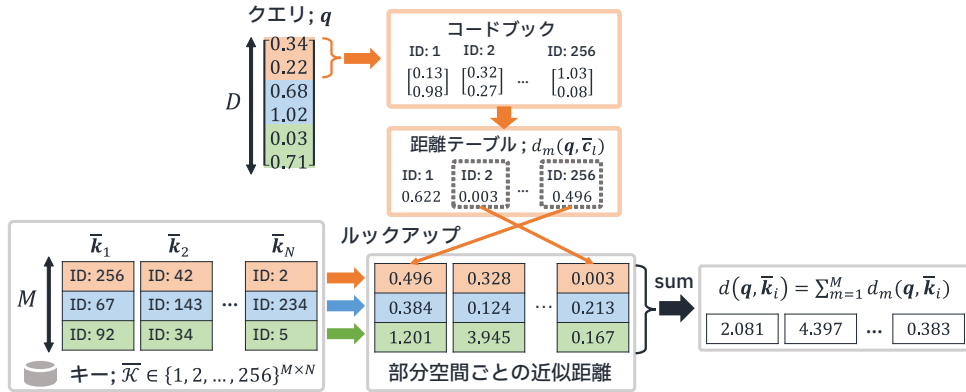 クエリ; q
0.34
0.22
0.68
1.02
0.03
0.71
D
コードブック
ID: 1 ID: 2 ID: 256
[0.13 0.98] [0.32 0.27] ... [1.03 0.08]
距離テーブル ; d_m(q, c̄_l)
ID: 1 ID: 2 ... ID: 256
0.622 0.003 0.496
ルックアップ
k̄_1 k̄_2 k̄_N
M
ID: 256 ID: 42 ID: 2
ID: 67 ID: 143 ... ID: 234
ID: 92 ID: 34 ID: 5
キー; 𝒦̄ ∈ {1, 2, ... , 256}^{M×N}
0.496 0.328 0.003
0.384 0.124 ... 0.213
1.201 3.945 0.167
部分空間ごとの近似距離
sum
d(q, k̄_i) = ∑_{m=1}^{M} d_m(q, k̄_i)
2.081 4.397 ... 0.383